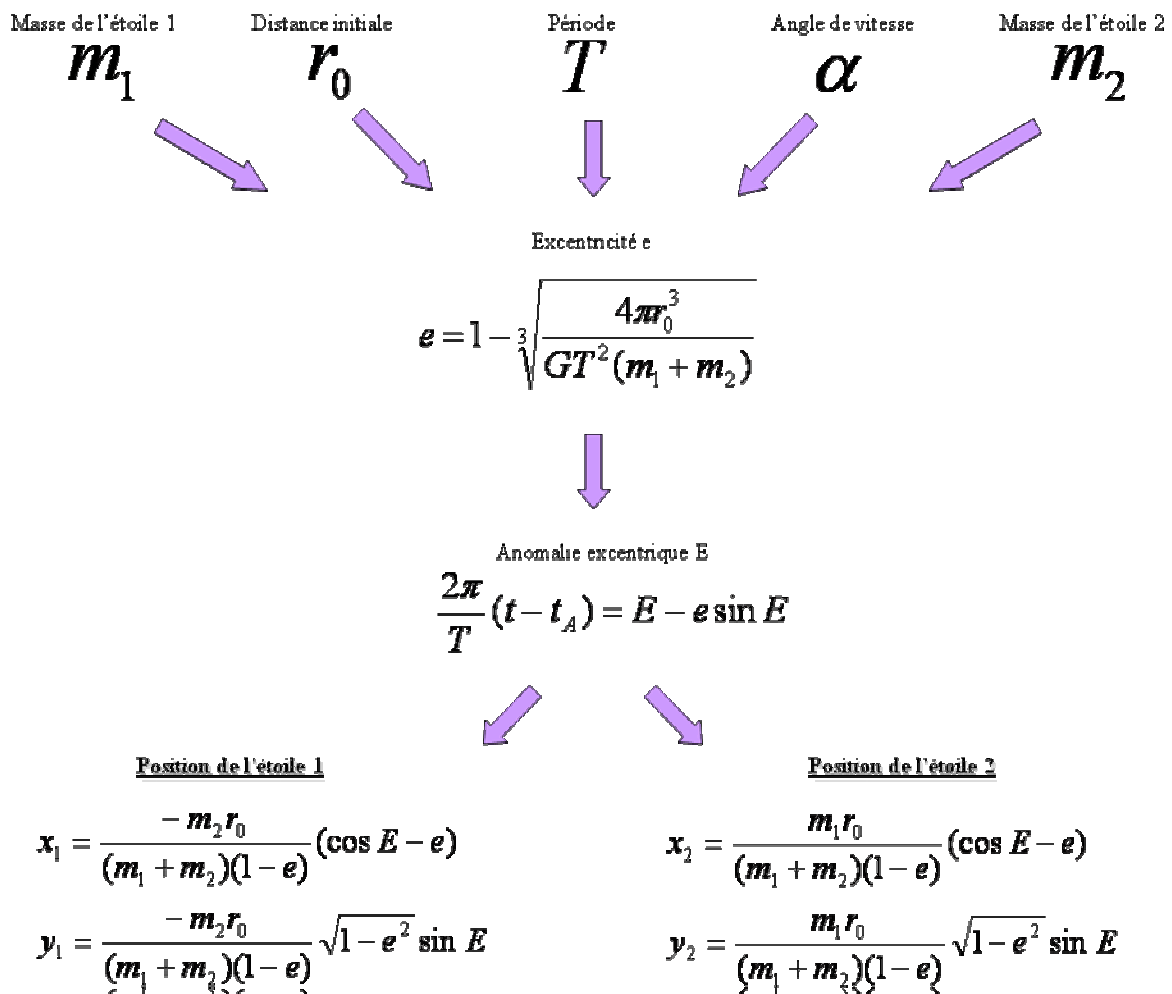 Masse de l'étoile 1 Distance initiale Période Angle de vitesse Masse de l'étoile 2
m₁ r₀ T α m₂
Excentricité e
e = 1 - ∛(4πr₀³ / GT²(m₁ + m₂))
Anomalie excentrique E
2π/T (t - t_A) = E - e sin E
Position de l'étoile 1 Position de l'étoile 2
x₁ = -m₂r₀ / (m₁ + m₂)(1 - e) (cos E - e) x₂ = m₁r₀ / (m₁ + m₂)(1 - e) (cos E - e)
y₁ = -m₂r₀ / (m₁ + m₂)(1 - e) √(1 - e²) sin E y₂ = m₁r₀ / (m₁ + m₂)(1 - e) √(1 - e²) sin E